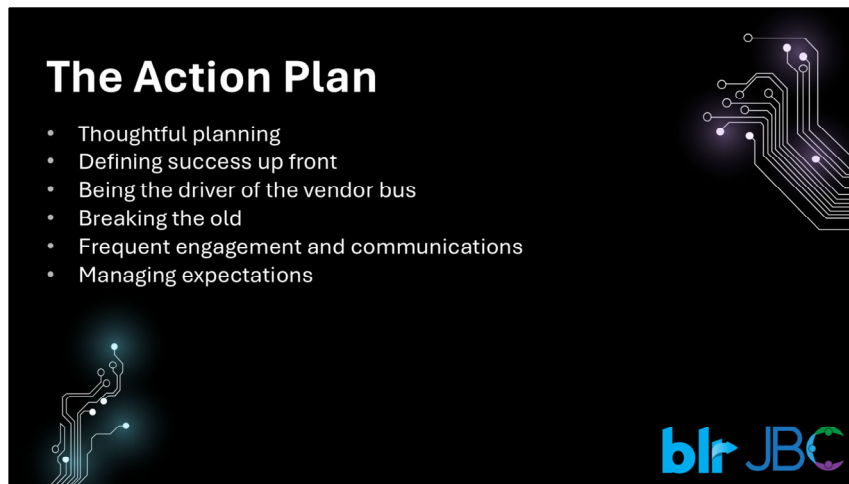 The Action Plan
• Thoughtful planning
• Defining success up front
• Being the driver of the vendor bus
• Breaking the old
• Frequent engagement and communications
• Managing expectations
blr JBC